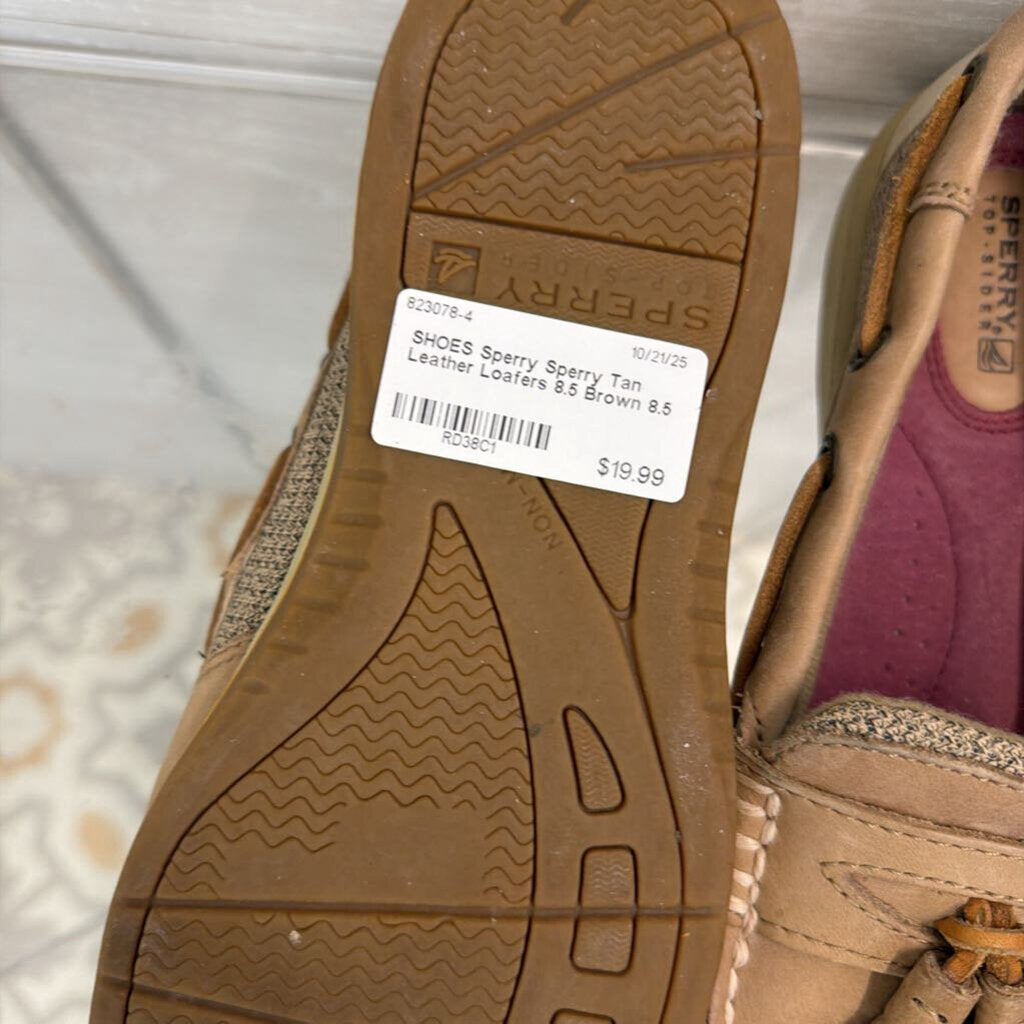 SPERRY
TOP-SIDER
823078-4
10/21/25
SHOES Sperry Sperry Tan
Leather Loafers 8.5 Brown 8.5
RD38C1
$19.99
SPERRY
TOP-SIDER